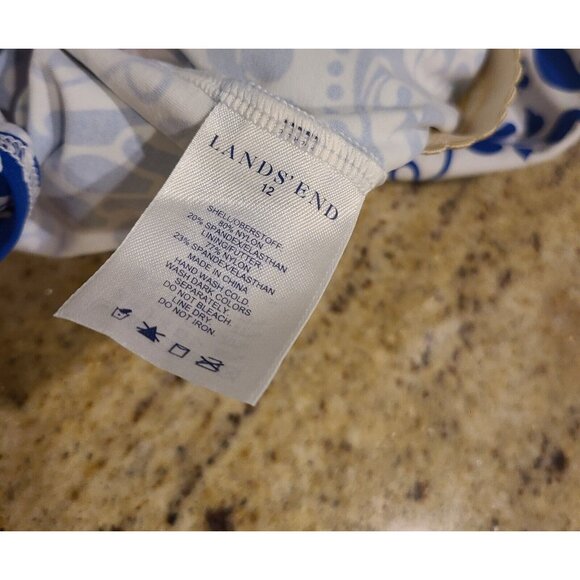 LANDS' END
12
SHELL/OBERSTOFF:
80% NYLON
20% SPANDEX/ELASTHAN
LINING/FUTTER:
77% NYLON
23% SPANDEX/ELASTHAN
MADE IN CHINA
HAND WASH COLD.
WASH DARK COLORS
SEPARATELY.
DO NOT BLEACH.
LINE DRY.
DO NOT IRON.